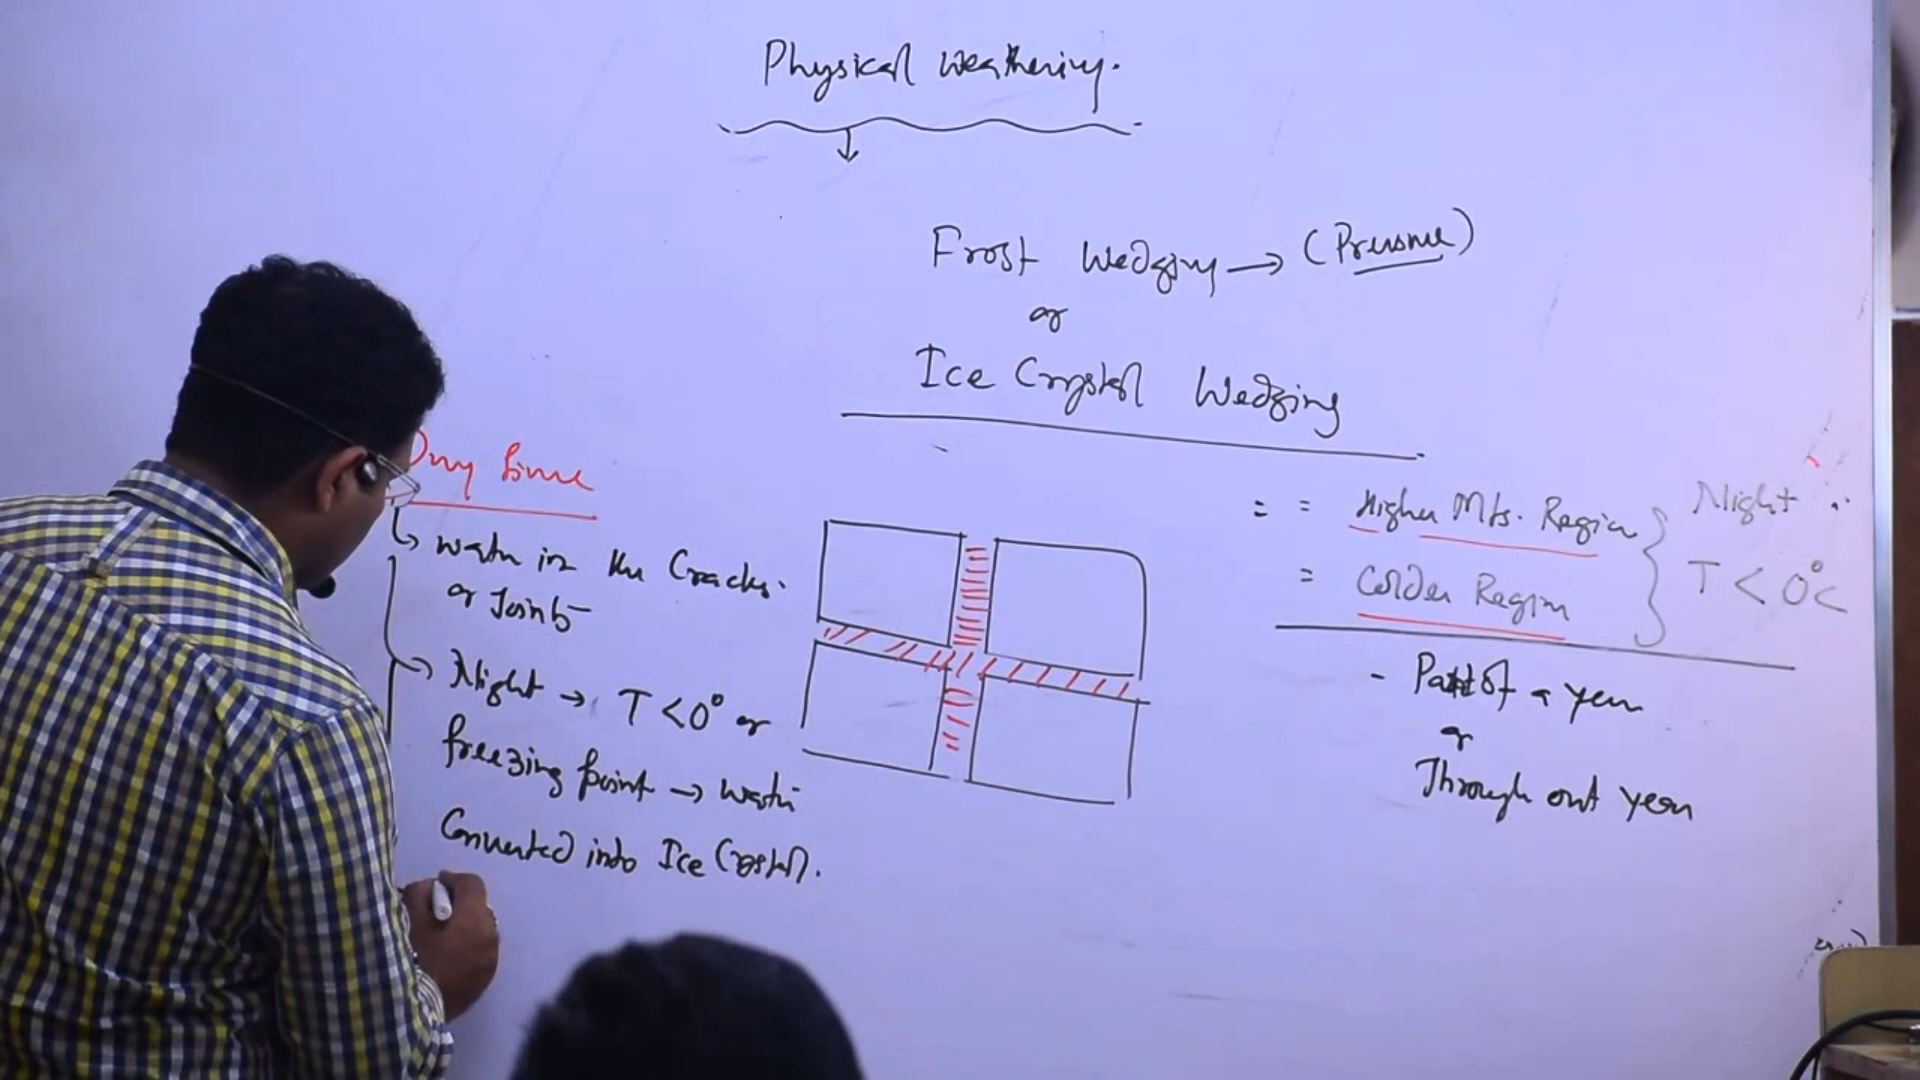 Physical Weathering.
Frost Wedging → (Pressure)
or
Ice Crystal Wedging
Day time
water in the Cracks.
or Joints
Night → T < 0° or
freezing point → water
Converted into Ice Crystal.
= = Higher Mts. Region
= Colder Region
Night
T < 0°C
- Part of a year
or
Through out year